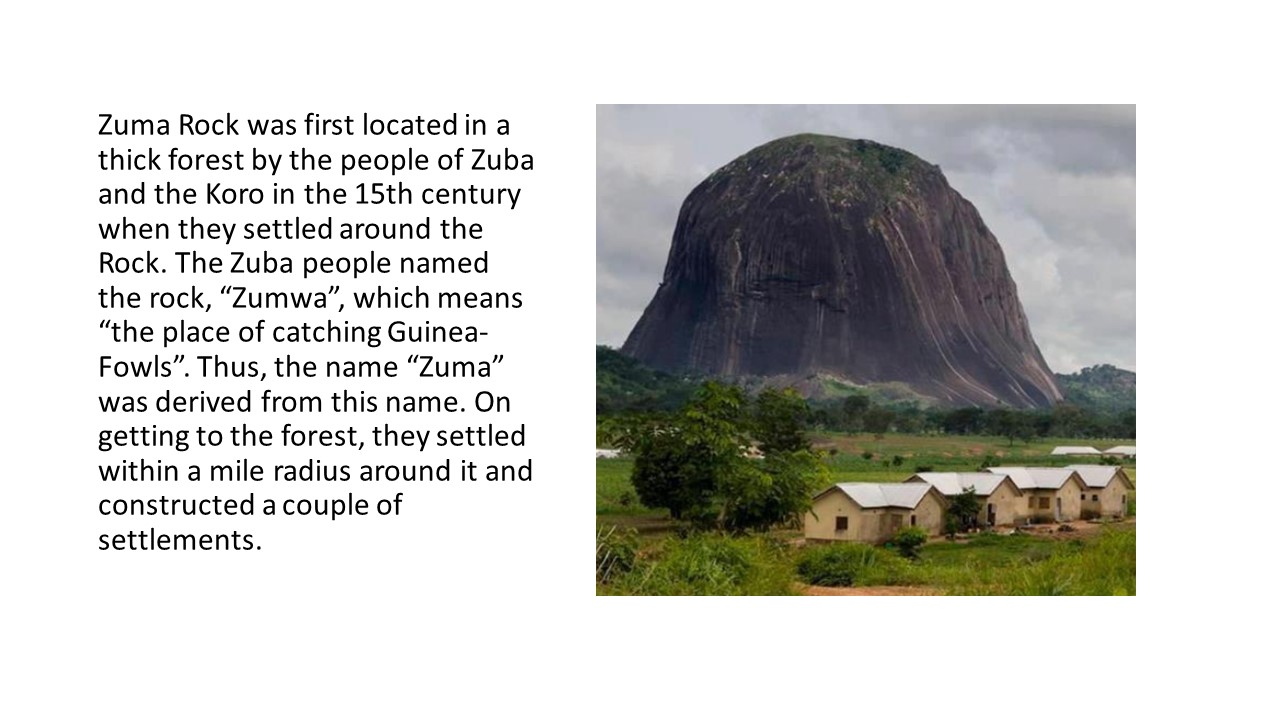 Zuma Rock was first located in a
thick forest by the people of Zuba
and the Koro in the 15th century
when they settled around the
Rock. The Zuba people named
the rock, “Zumwa”, which means
“the place of catching Guinea-
Fowls”. Thus, the name “Zuma”
was derived from this name. On
getting to the forest, they settled
within a mile radius around it and
constructed a couple of
settlements.